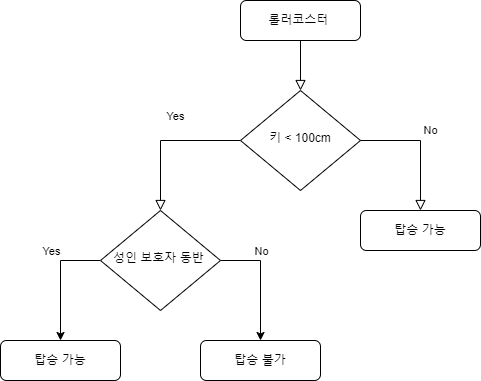 롤러코스터
Yes
키 < 100cm
No
탑승 가능
Yes
성인 보호자 동반
No
탑승 가능
탑승 불가